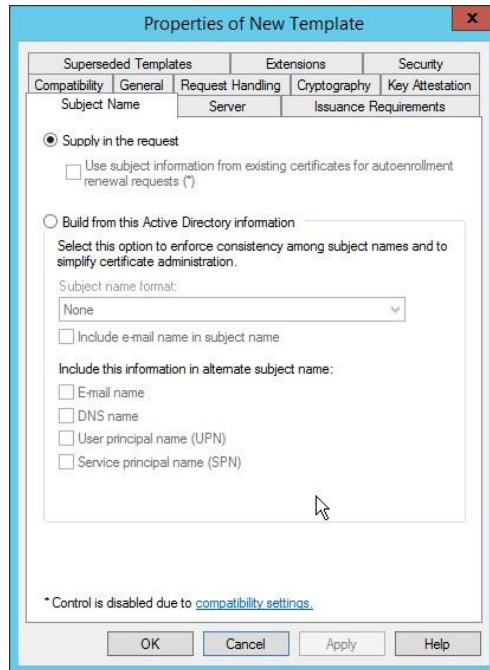 Properties of New Template
x
Superseded Templates Extensions Security
Compatibility General Request Handling Cryptography Key Attestation
Subject Name Server Issuance Requirements
Supply in the request
Use subject information from existing certificates for autoenrollment
renewal requests (*)
Build from this Active Directory information
Select this option to enforce consistency among subject names and to
simplify certificate administration.
Subject name format:
None
Include e-mail name in subject name
Include this information in alternate subject name:
E-mail name
DNS name
User principal name (UPN)
Service principal name (SPN)
* Control is disabled due to compatibility settings.
OK Cancel Apply Help